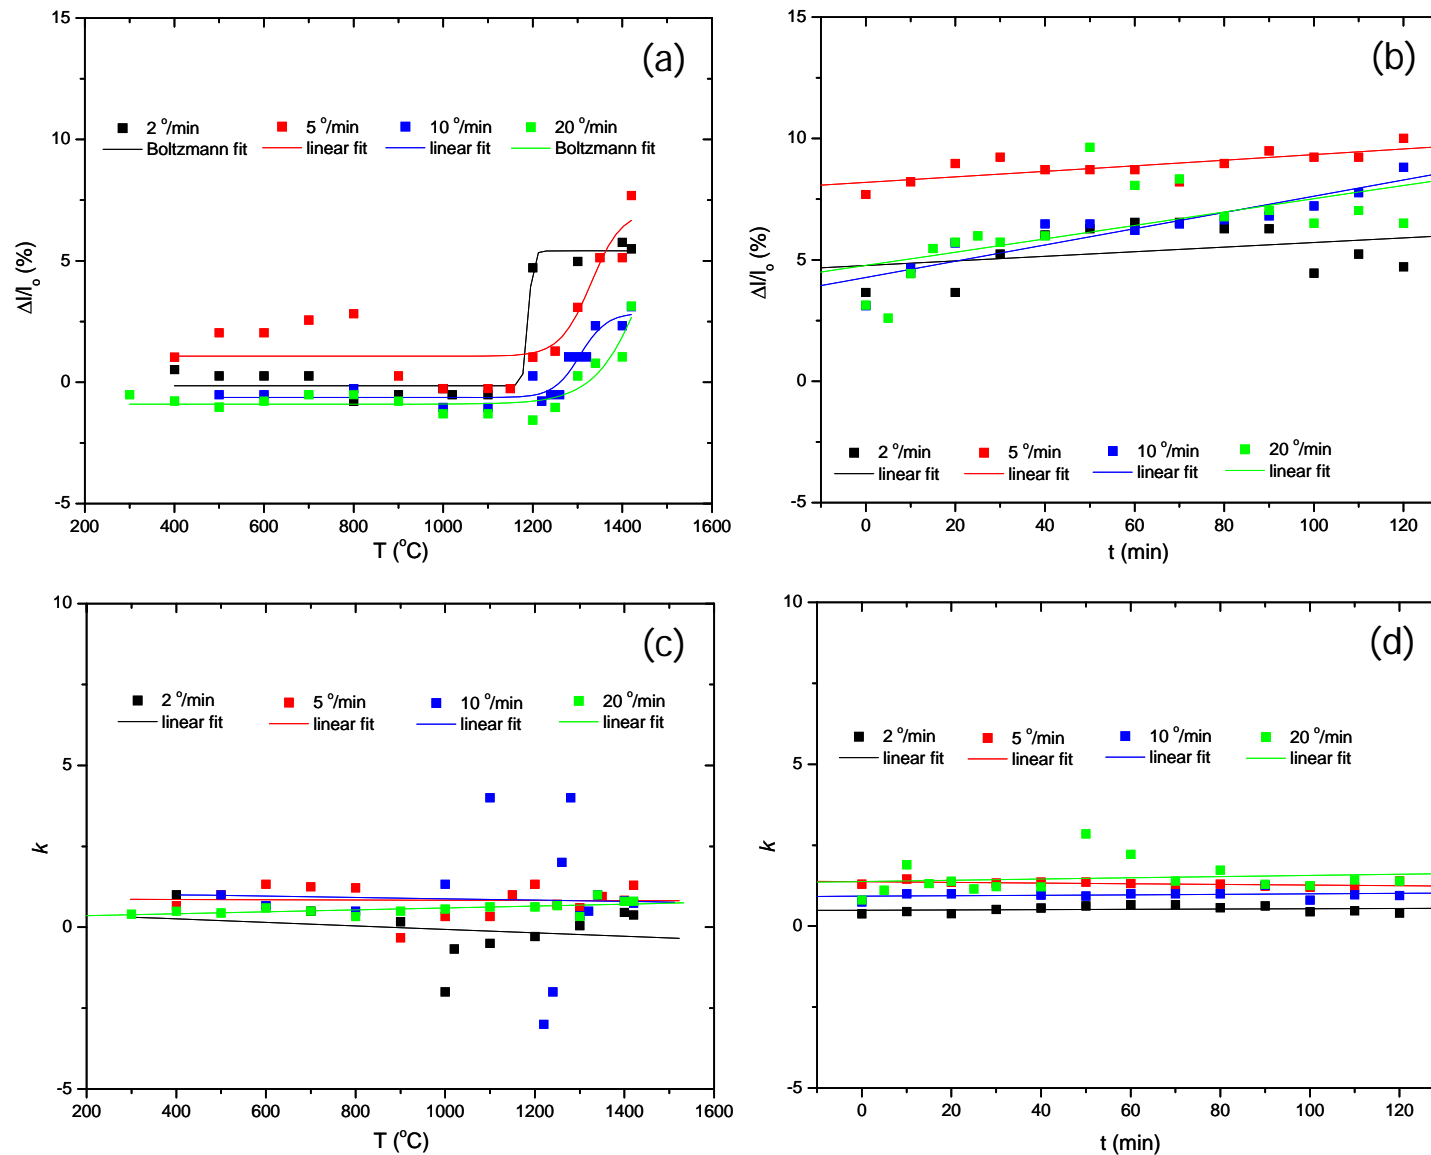 (a)
15
10
5
0
-5
ΔI/Iₒ (%)
2 º/min 5 º/min 10 º/min 20 º/min
Boltzmann fit linear fit linear fit Boltzmann fit
200 400 600 800 1000 1200 1400 1600
T (ºC)
(b)
15
10
5
0
-5
ΔI/Iₒ (%)
2 º/min 5 º/min 10 º/min 20 º/min
linear fit linear fit linear fit linear fit
0 20 40 60 80 100 120
t (min)
(c)
10
5
0
-5
k
2 º/min 5 º/min 10 º/min 20 º/min
linear fit linear fit linear fit linear fit
200 400 600 800 1000 1200 1400 1600
T (ºC)
(d)
10
5
0
-5
k
2 º/min 5 º/min 10 º/min 20 º/min
linear fit linear fit linear fit linear fit
0 20 40 60 80 100 120
t (min)